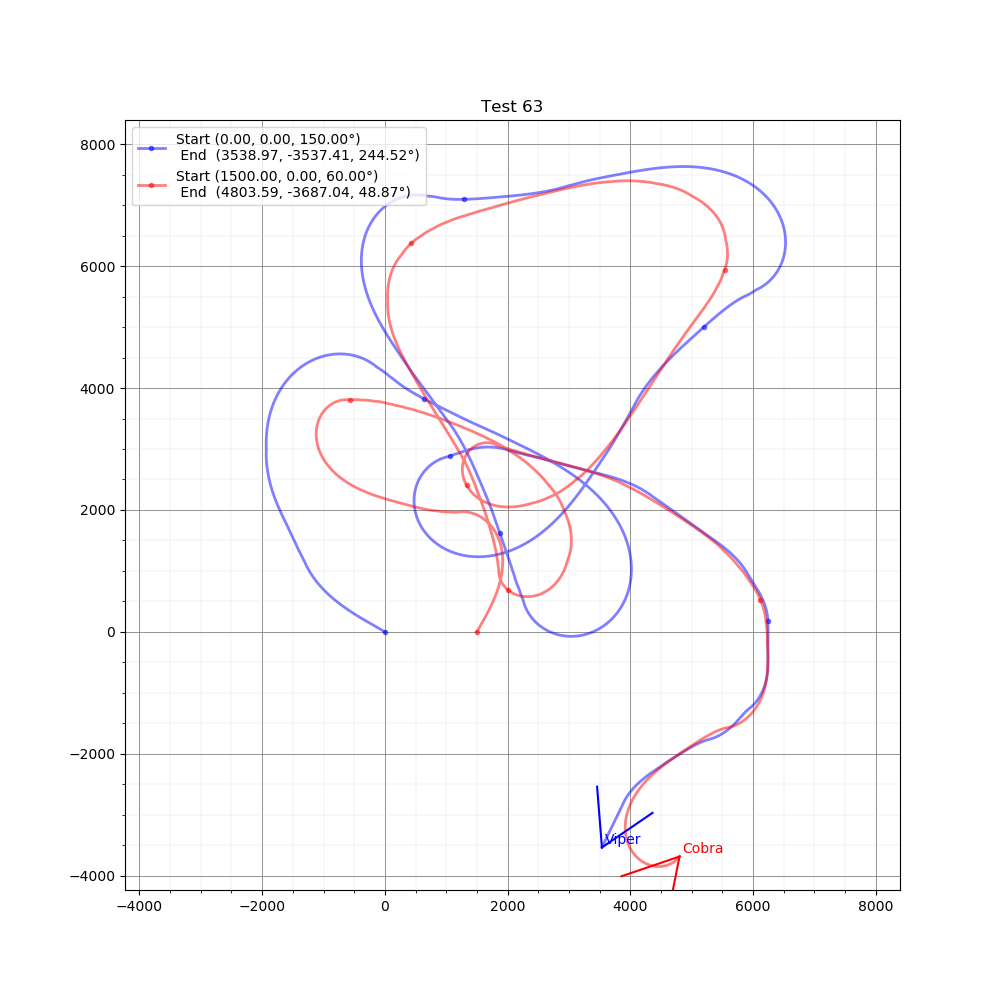 Test 63
Start (0.00, 0.00, 150.00°)
End (3538.97, -3537.41, 244.52°)
Start (1500.00, 0.00, 60.00°)
End (4803.59, -3687.04, 48.87°)
8000
6000
4000
2000
0
−2000
−4000
Viper
Cobra
−4000 −2000 0 2000 4000 6000 8000